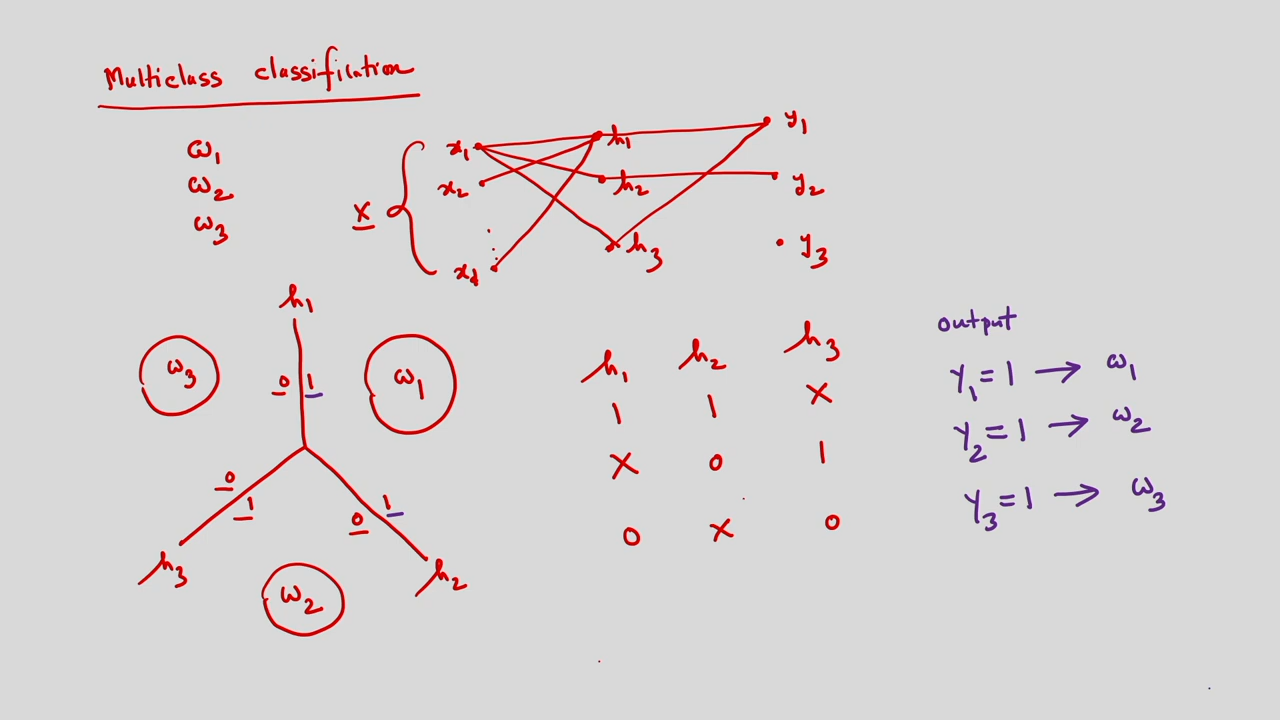 Multiclass classification
ω1
ω2
ω3
X
x1
x2
xd
h1
h2
h3
y1
y2
y3
h1
ω3
0 1
ω1
0
1
0
1
h3
h2
ω2
h1 h2 h3
1 1 X
X 0 1
0 X 0
output
y1 = 1 → ω1
y2 = 1 → ω2
y3 = 1 → ω3